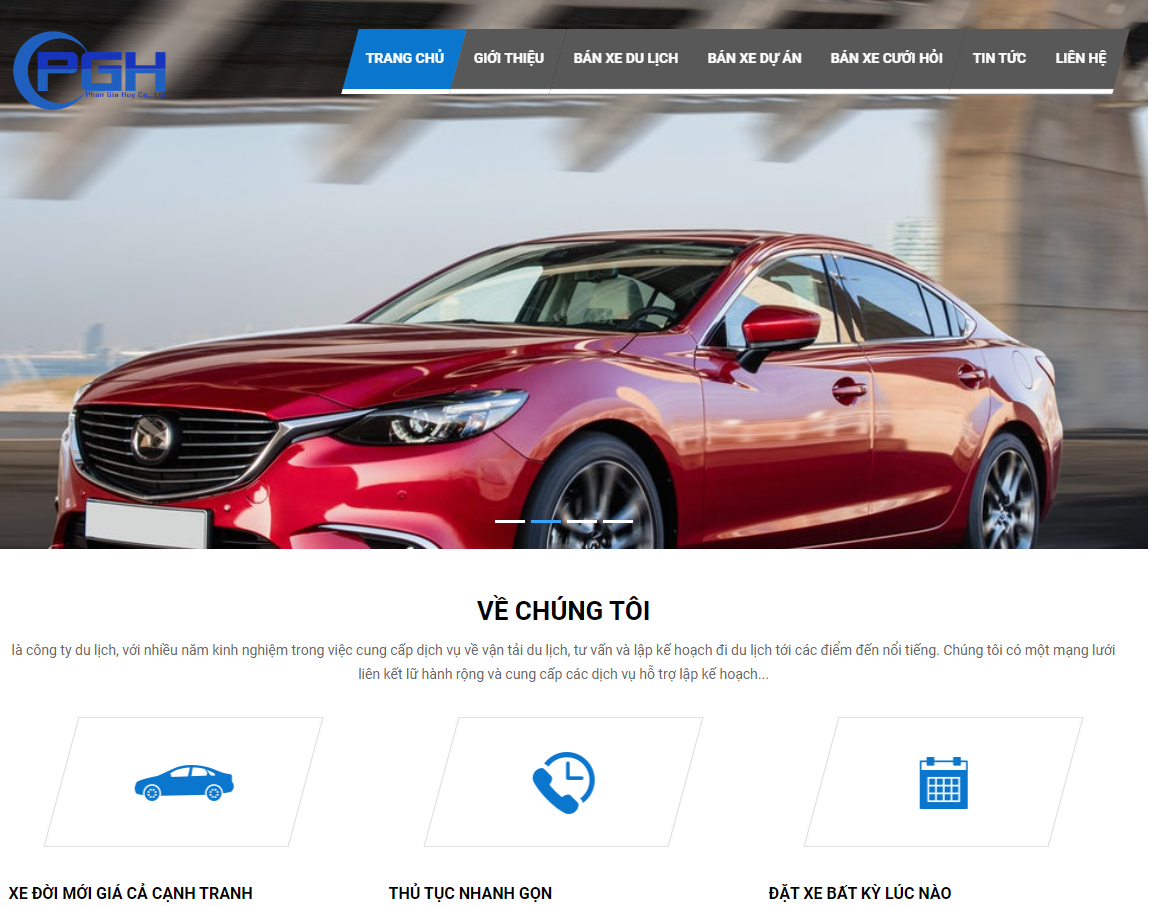 PGH
Phan Gia Huy Co.,
TRANG CHỦ GIỚI THIỆU BÁN XE DU LỊCH BÁN XE DỰ ÁN BÁN XE CƯỚI HỎI TIN TỨC LIÊN HỆ
VỀ CHÚNG TÔI
là công ty du lịch, với nhiều năm kinh nghiệm trong việc cung cấp dịch vụ về vận tải du lịch, tư vấn và lập kế hoạch đi du lịch tới các điểm đến nổi tiếng. Chúng tôi có một mạng lưới
liên kết lữ hành rộng và cung cấp các dịch vụ hỗ trợ lập kế hoạch...
XE ĐỜI MỚI GIÁ CẢ CẠNH TRANH THỦ TỤC NHANH GỌN ĐẶT XE BẤT KỲ LÚC NÀO